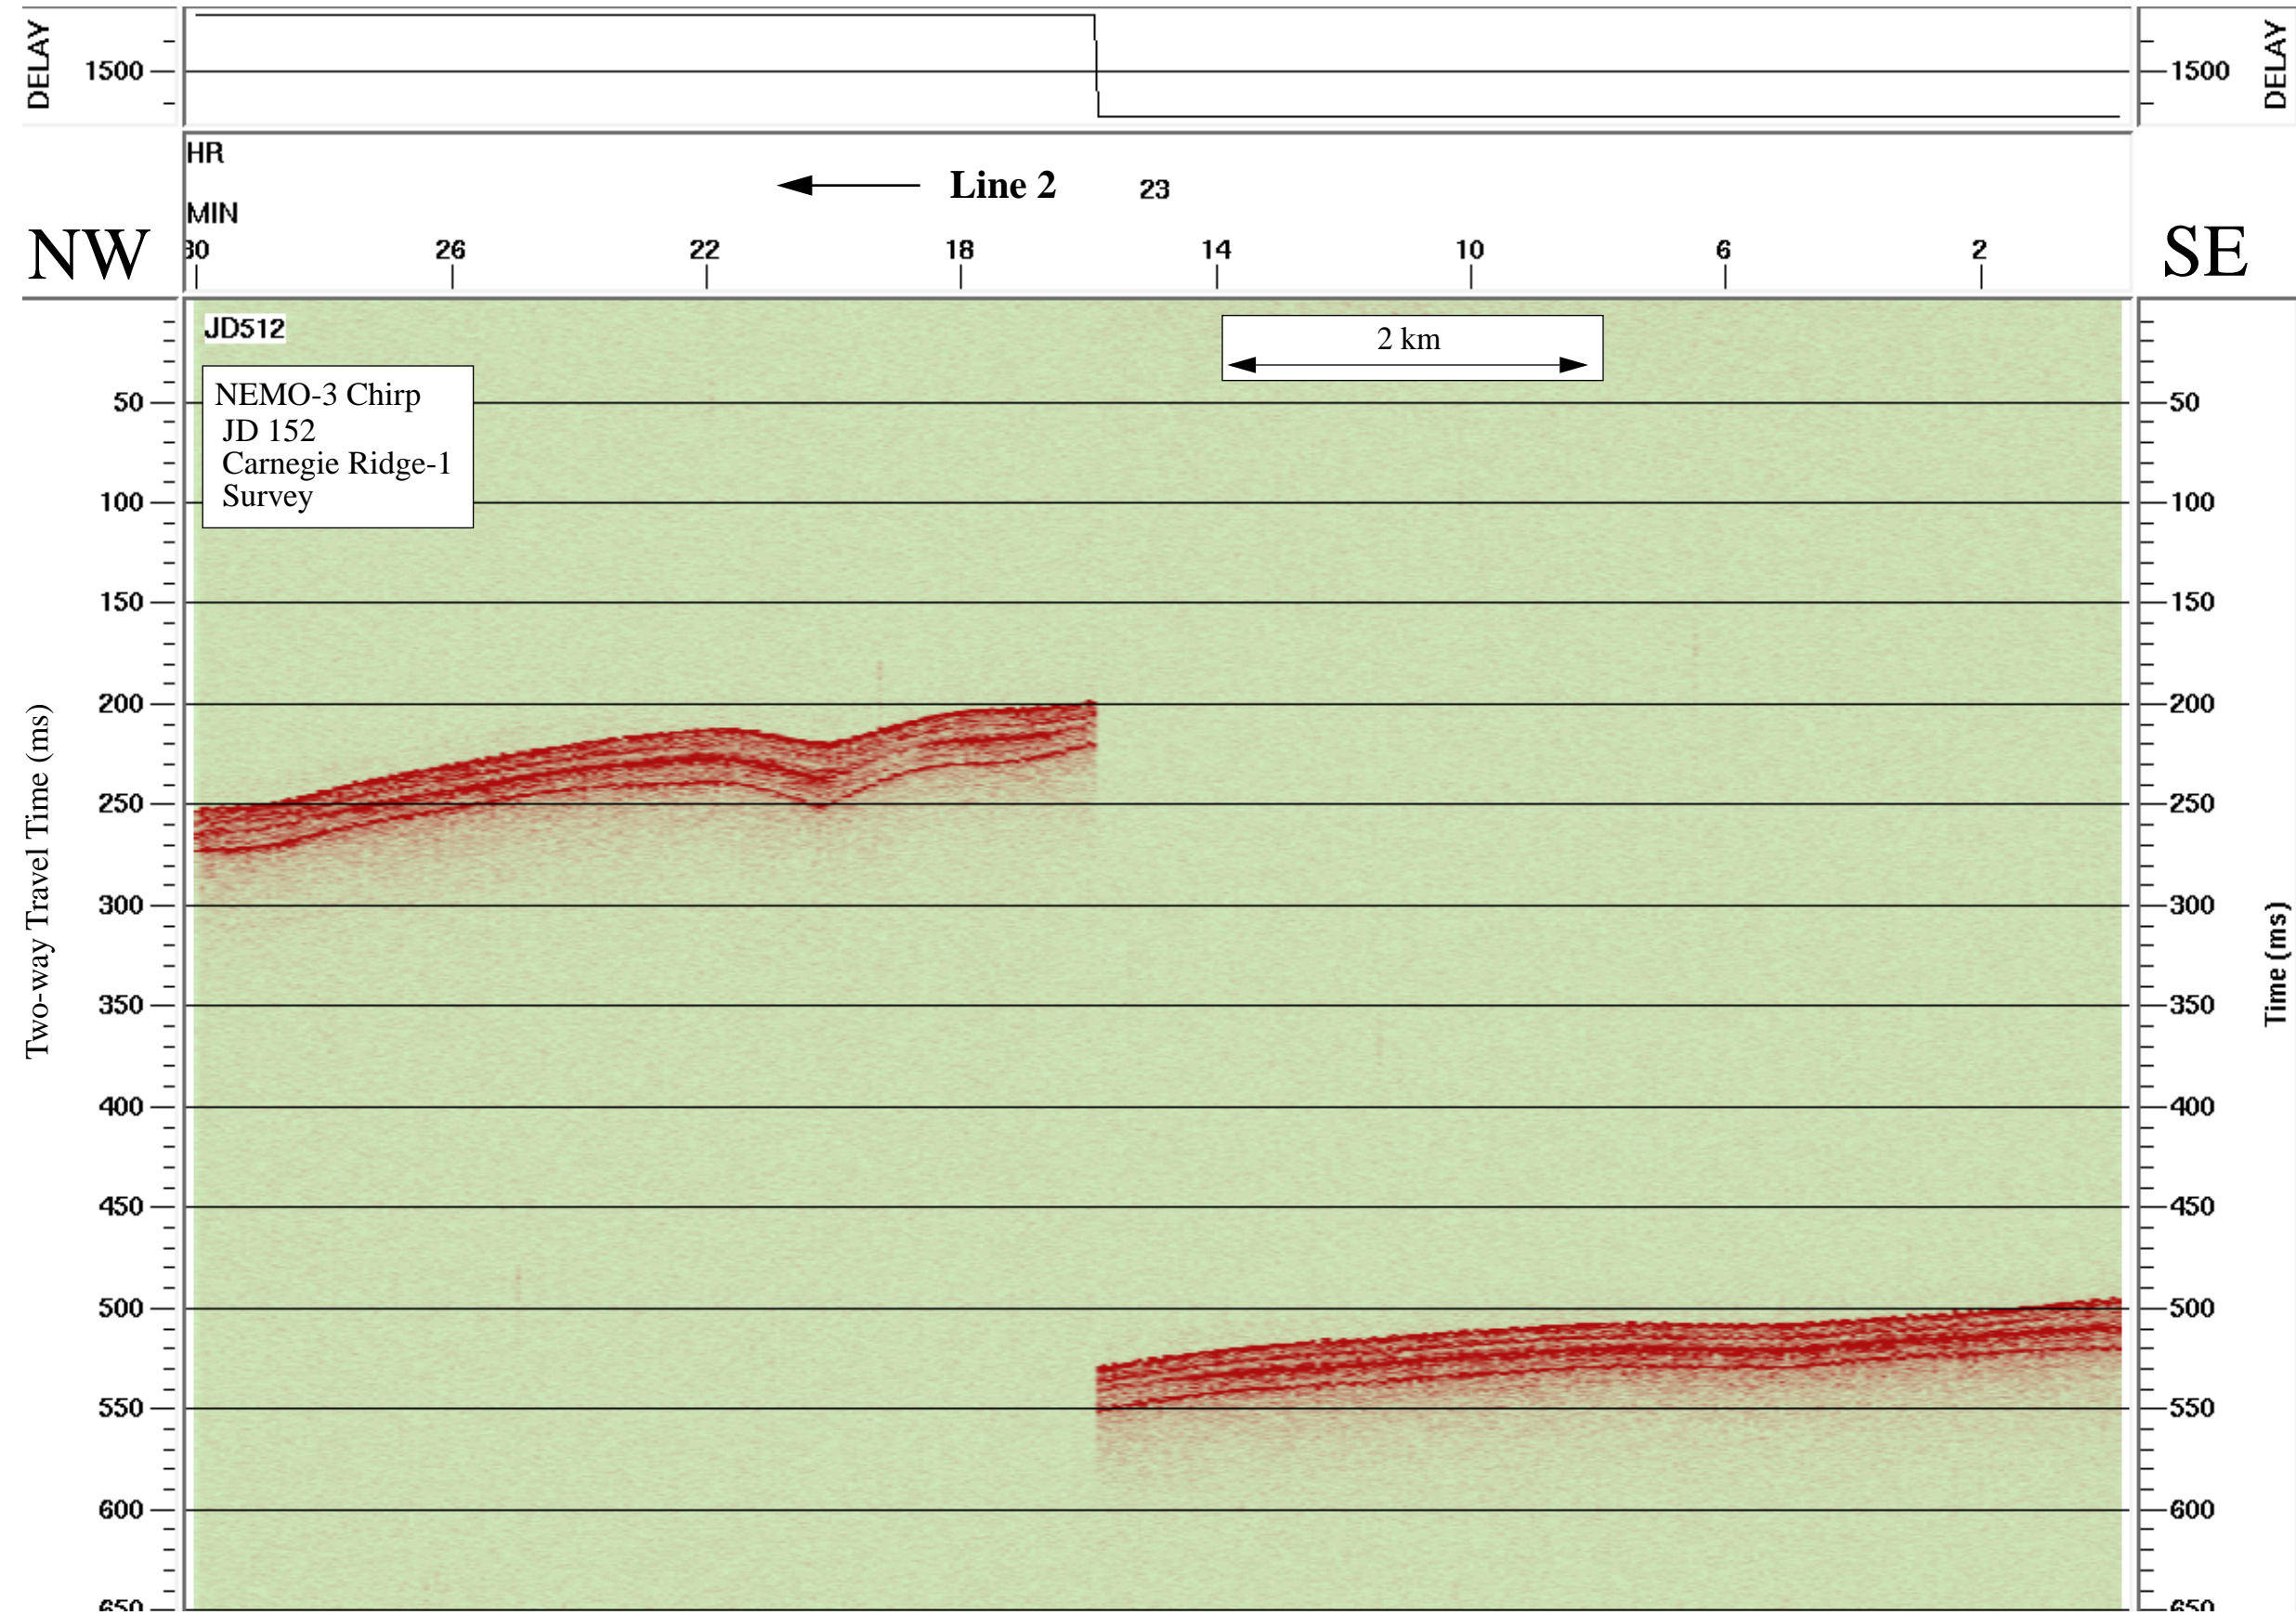 DELAY
1500
1500
DELAY
HR
Line 2
23
MIN
NW
30
26
22
18
14
10
6
2
SE
JD512
2 km
NEMO-3 Chirp
JD 152
Carnegie Ridge-1
Survey
50
50
100
100
150
150
200
200
250
250
300
300
350
350
400
400
450
450
500
500
550
550
600
600
650
650
Two-way Travel Time (ms)
Time (ms)